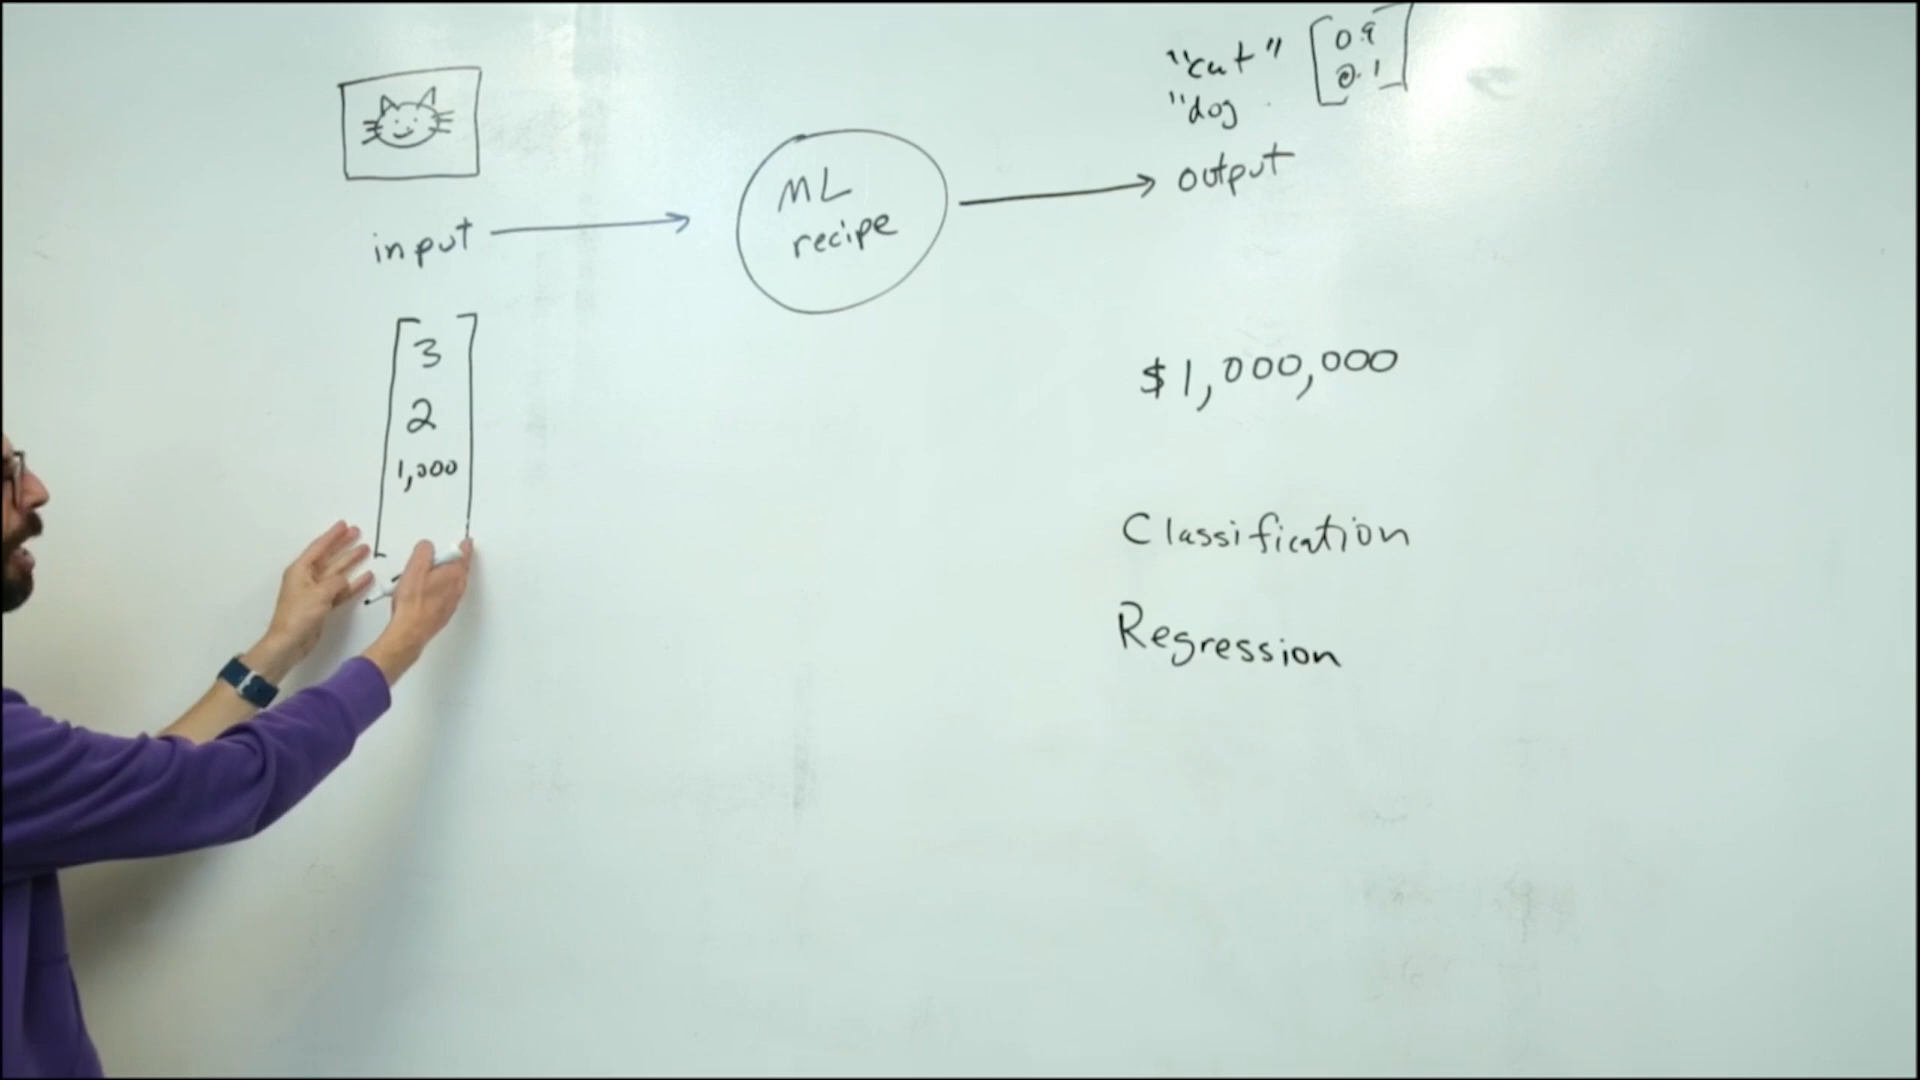 "cat" [0.9
"dog 0.1]
ML
recipe
input
output
3
2
1,000
$1,000,000
Classification
Regression